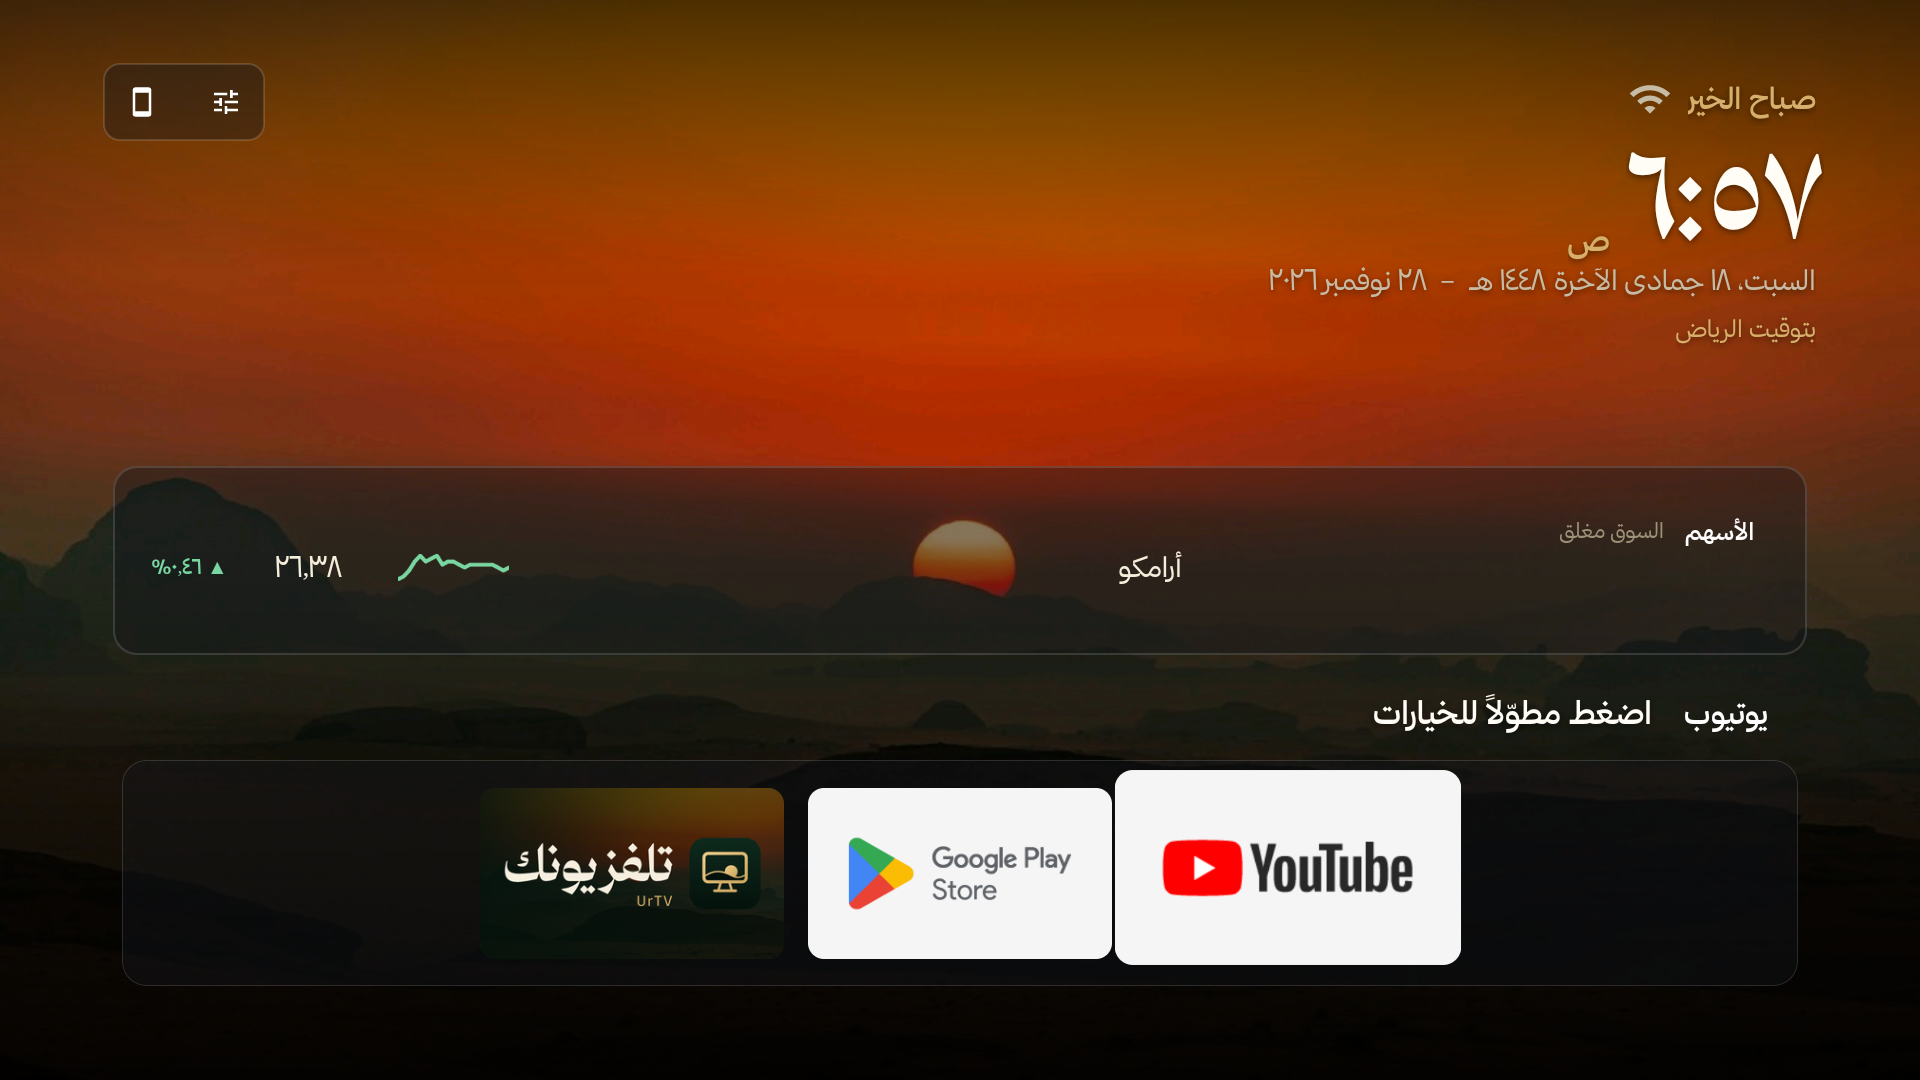 صباح الخير
٦:٥٧ ص
السبت، ١٨ جمادى الآخرة ١٤٤٨ هـ – ٢٨ نوفمبر ٢٠٢٦
بتوقيت الرياض
الأسهم السوق مغلق
أرامكو ٢٦,٣٨ ▲ ٠,٤٦%
يوتيوب اضغط مطوّلاً للخيارات
YouTube
Google Play
Store
تلفزيونك
UrTV